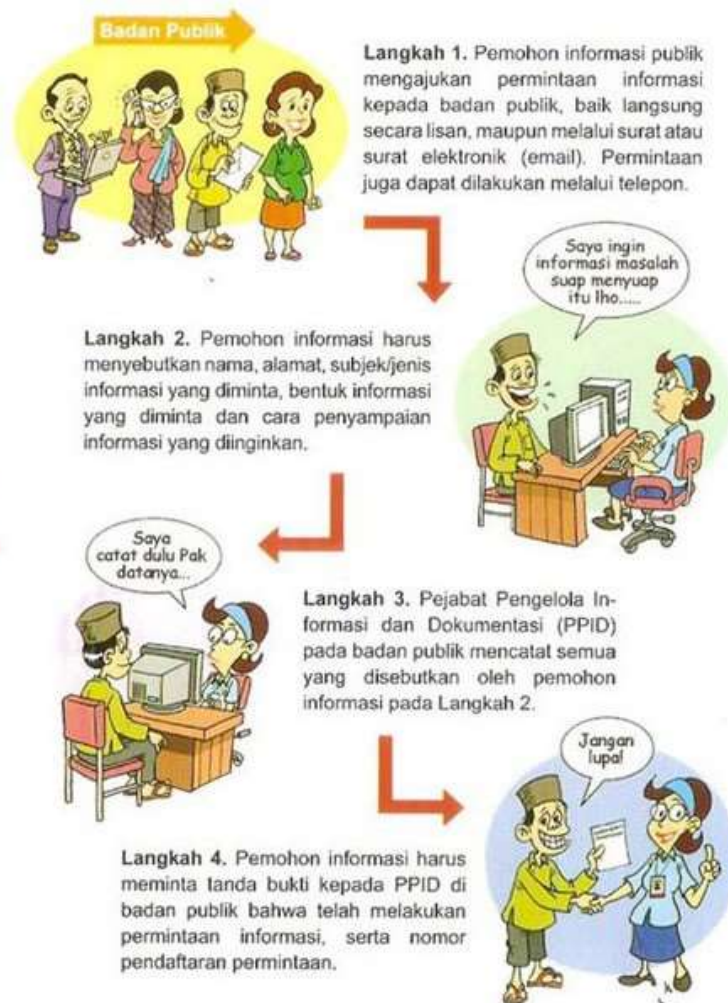 Badan Publik
Langkah 1. Pemohon informasi publik
mengajukan permintaan informasi
kepada badan publik, baik langsung
secara lisan, maupun melalui surat atau
surat elektronik (email). Permintaan
juga dapat dilakukan melalui telepon.
Saya ingin
informasi masalah
suap menyuap
itu lho.....
Langkah 2. Pemohon informasi harus
menyebutkan nama, alamat, subjek/jenis
informasi yang diminta, bentuk informasi
yang diminta dan cara penyampaian
informasi yang diinginkan.
Saya
catat dulu Pak
datanya...
Langkah 3. Pejabat Pengelola In-
formasi dan Dokumentasi (PPID)
pada badan publik mencatat semua
yang disebutkan oleh pemohon
informasi pada Langkah 2.
Jangan
lupa!
Langkah 4. Pemohon informasi harus
meminta tanda bukti kepada PPID di
badan publik bahwa telah melakukan
permintaan informasi, serta nomor
pendaftaran permintaan.